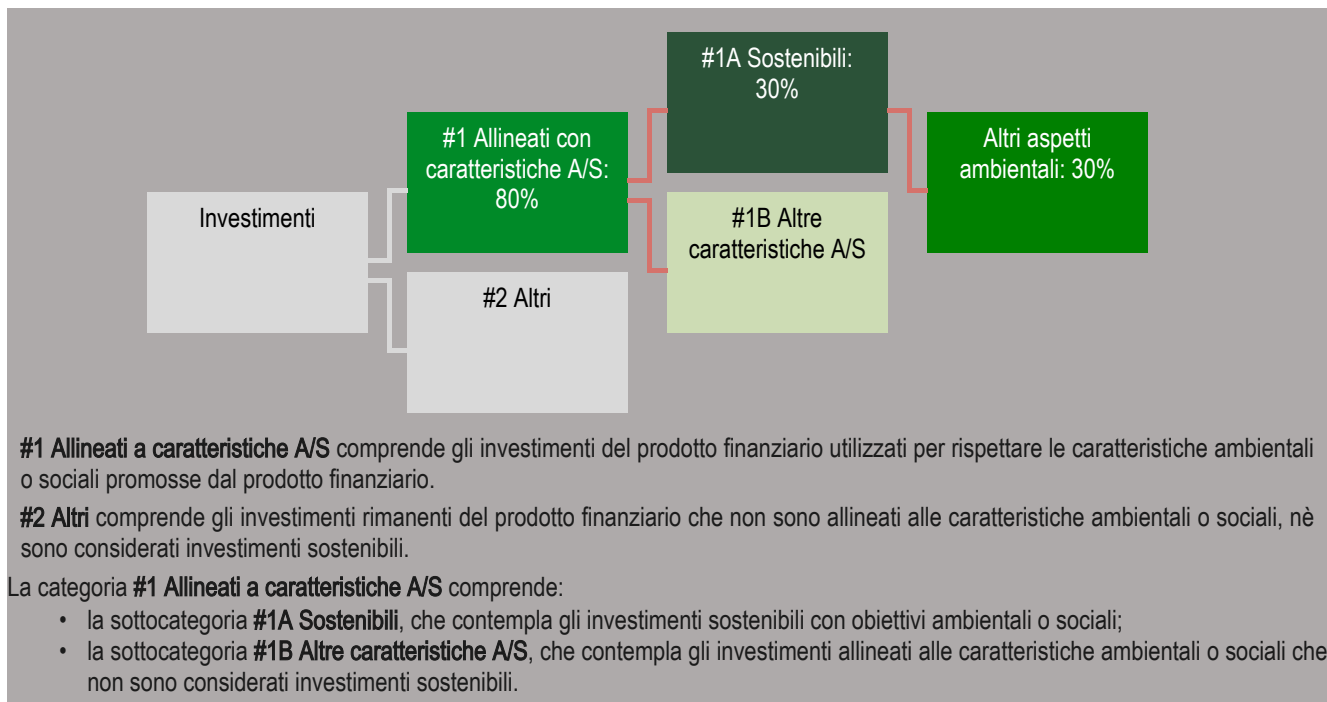 #1A Sostenibili:
30%
#1 Allineati con
caratteristiche A/S:
80%
Altri aspetti
ambientali: 30%
Investimenti
#1B Altre
caratteristiche A/S
#2 Altri
#1 Allineati a caratteristiche A/S comprende gli investimenti del prodotto finanziario utilizzati per rispettare le caratteristiche ambientali
o sociali promosse dal prodotto finanziario.
#2 Altri comprende gli investimenti rimanenti del prodotto finanziario che non sono allineati alle caratteristiche ambientali o sociali, nè
sono considerati investimenti sostenibili.
La categoria #1 Allineati a caratteristiche A/S comprende:
• la sottocategoria #1A Sostenibili, che contempla gli investimenti sostenibili con obiettivi ambientali o sociali;
• la sottocategoria #1B Altre caratteristiche A/S, che contempla gli investimenti allineati alle caratteristiche ambientali o sociali che
non sono considerati investimenti sostenibili.